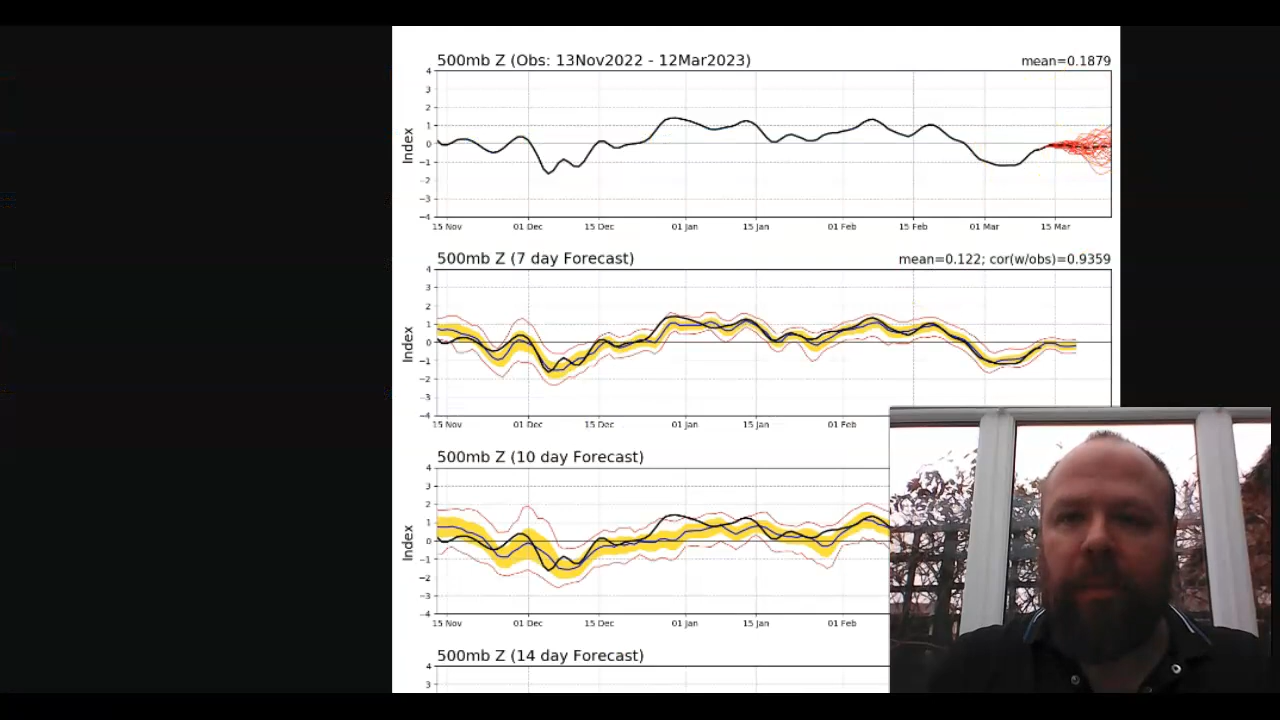 500mb Z (Obs: 13Nov2022 - 12Mar2023) mean=0.1879
4
3
2
1
0
−1
−2
−3
−4
Index
15 Nov 01 Dec 15 Dec 01 Jan 15 Jan 01 Feb 15 Feb 01 Mar 15 Mar
500mb Z (7 day Forecast) mean=0.122; cor(w/obs)=0.9359
4
3
2
1
0
−1
−2
−3
−4
Index
15 Nov 01 Dec 15 Dec 01 Jan 15 Jan 01 Feb
500mb Z (10 day Forecast)
4
3
2
1
0
−1
−2
−3
−4
Index
15 Nov 01 Dec 15 Dec 01 Jan 15 Jan 01 Feb
500mb Z (14 day Forecast)
4
3